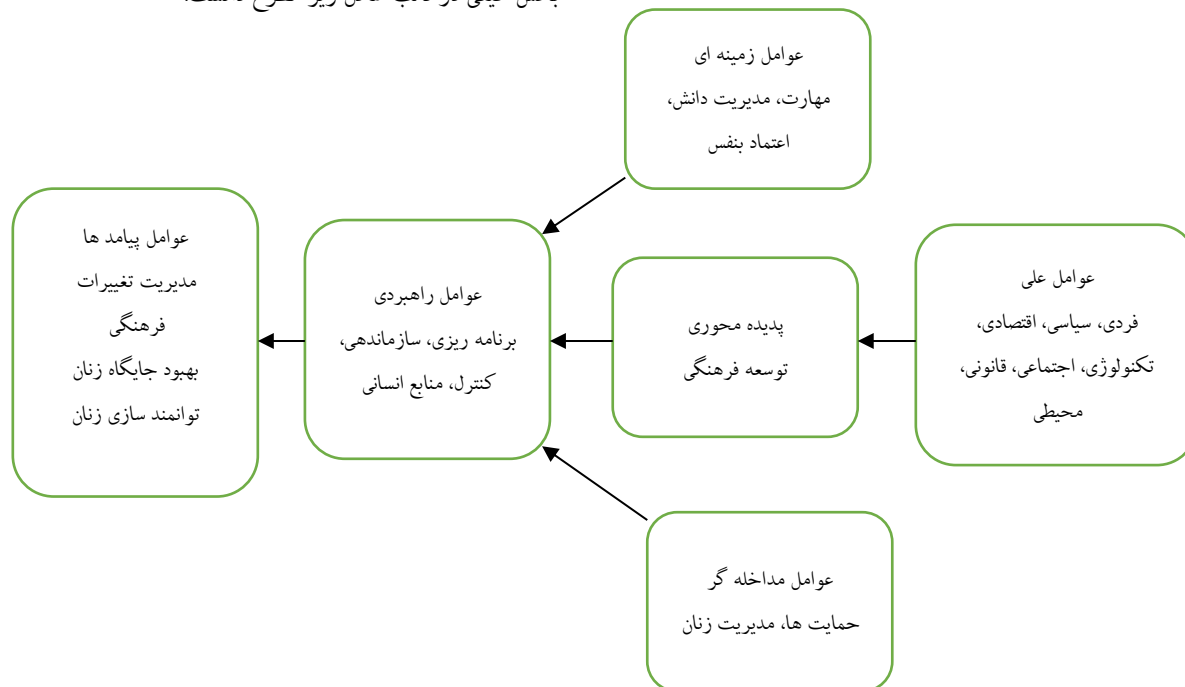 عوامل زمینه ای
مهارت، مدیریت دانش،
اعتماد بنفس
عوامل علی
فردی، سیاسی، اقتصادی،
تکنولوژی، اجتماعی، قانونی،
محیطی
پدیده محوری
توسعه فرهنگی
عوامل راهبردی
برنامه ریزی، سازماندهی،
کنترل، منابع انسانی
عوامل پیامد ها
مدیریت تغییرات
فرهنگی
بهبود جایگاه زنان
توانمند سازی زنان
عوامل مداخله گر
حمایت ها، مدیریت زنان